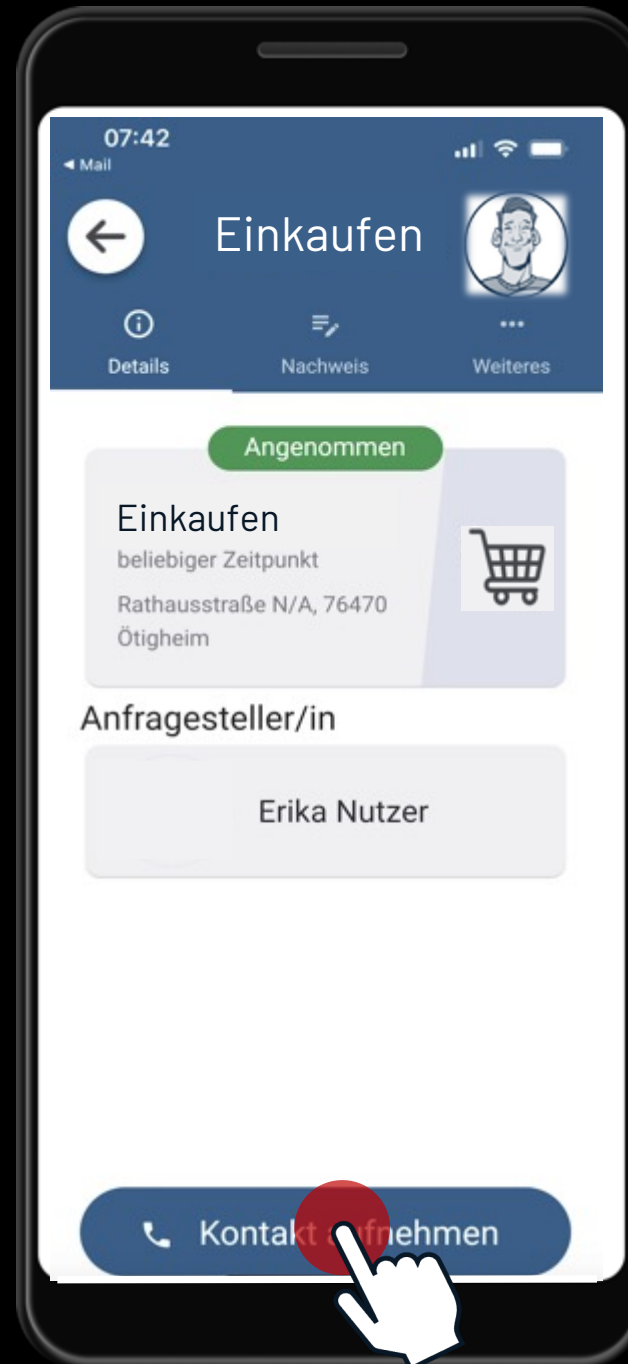 07:42
◄ Mail
Einkaufen
Details Nachweis Weiteres
Angenommen
Einkaufen
beliebiger Zeitpunkt
Rathausstraße N/A, 76470
Ötigheim
Anfragesteller/in
Erika Nutzer
Kontakt aufnehmen